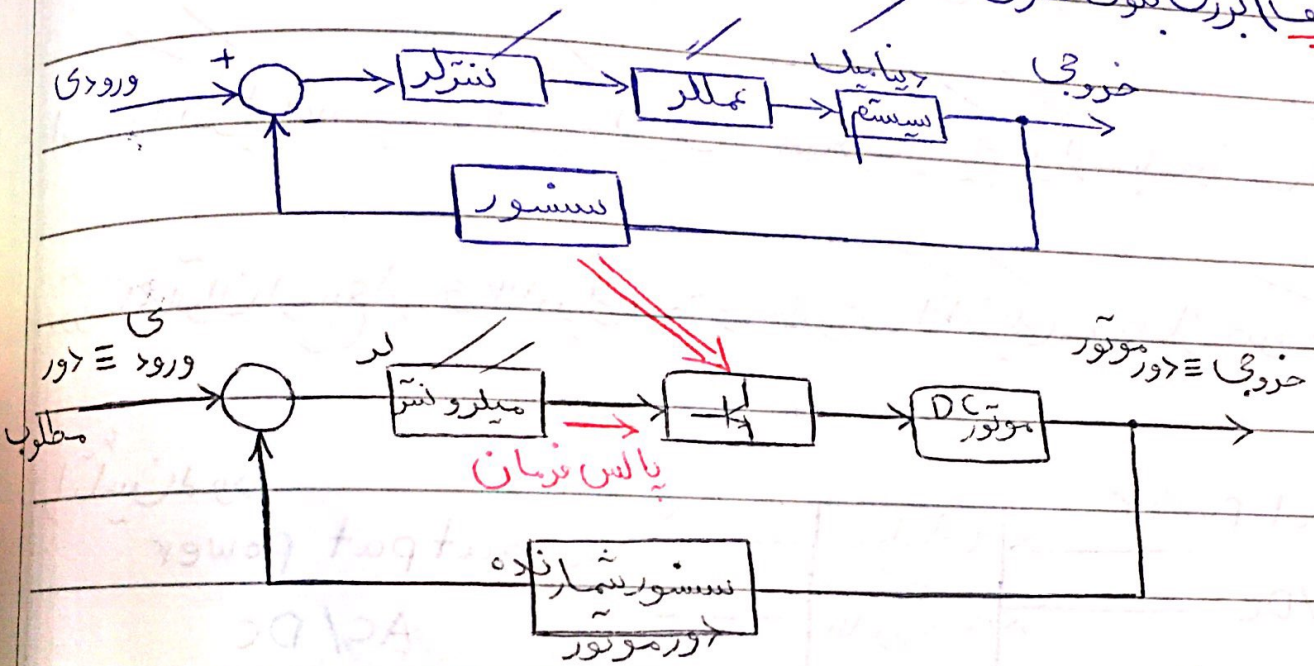 ورودی
+
کنترلر
عملگر
دینامیک
سیستم
خروجی
سنسور
ورودی ≡ دور
مطلوب
میکروکنترلر
پالس فرمان
DC
موتور
خروجی ≡ دور موتور
سنسور شمارنده
دور موتور